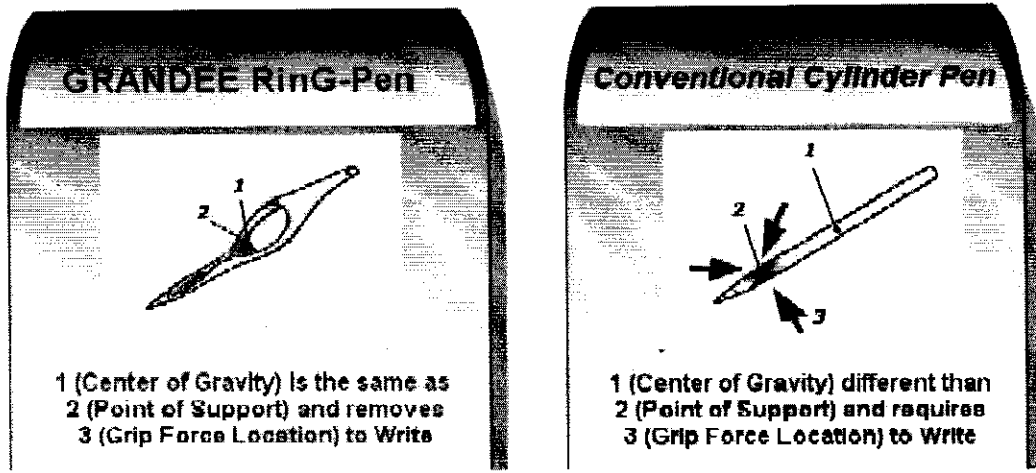 GRANDEE RinG-Pen
1
2
1 (Center of Gravity) is the same as
2 (Point of Support) and removes
3 (Grip Force Location) to Write
Conventional Cylinder Pen
1
2
3
1 (Center of Gravity) different than
2 (Point of Support) and requires
3 (Grip Force Location) to Write